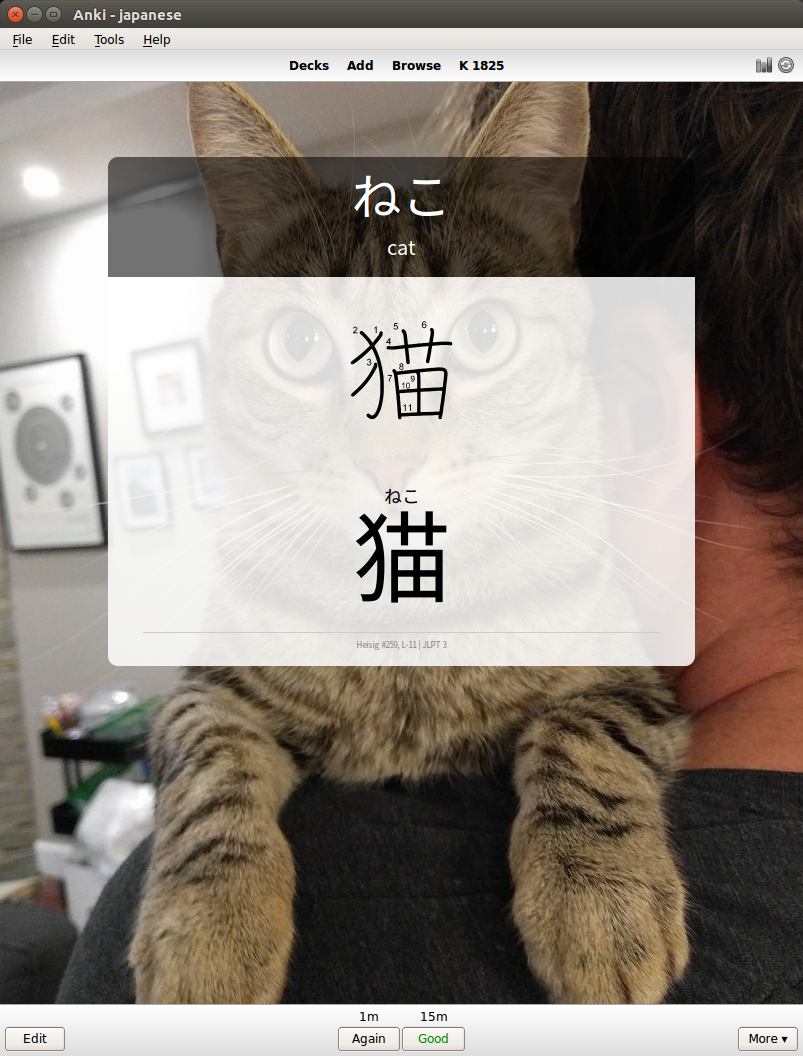 Anki - japanese
File Edit Tools Help
Decks Add Browse K 1825
ねこ
cat
2 1 5 6
4
3 8
7 9
10
11
ねこ
猫
Heisig #259, L-11 | JLPT 3
1m 15m
Edit Again Good More ▾